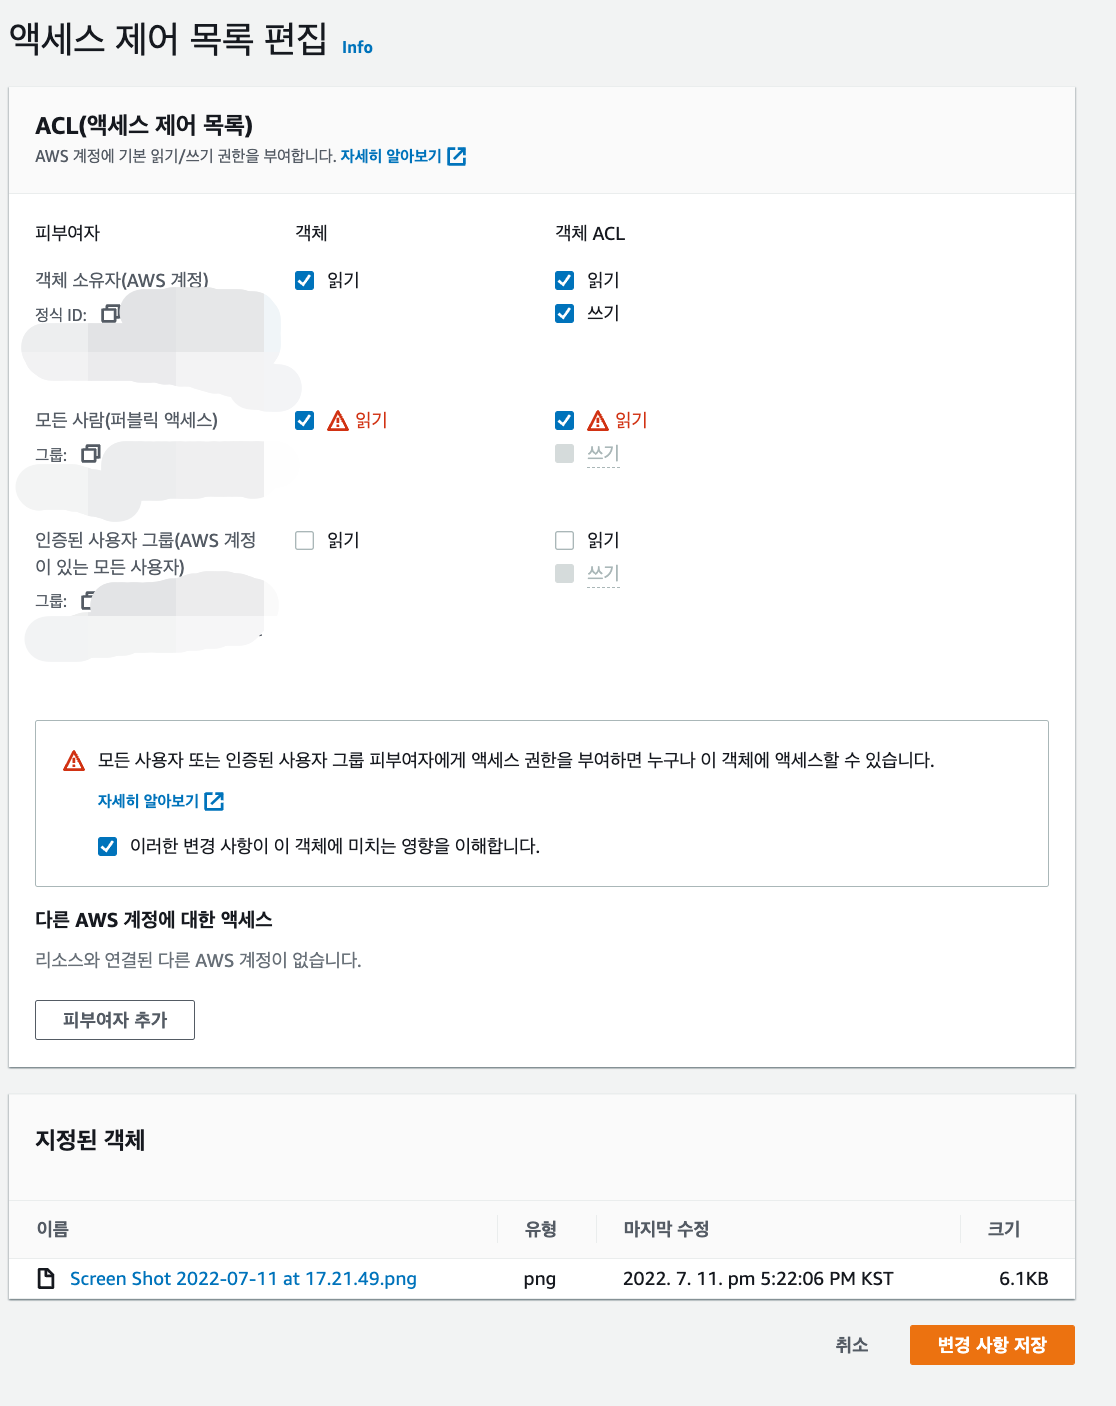 액세스 제어 목록 편집 Info
ACL(액세스 제어 목록)
AWS 계정에 기본 읽기/쓰기 권한을 부여합니다. 자세히 알아보기
피부여자 객체 객체 ACL
객체 소유자(AWS 계정) 읽기 읽기
정식 ID: 쓰기
모든 사람(퍼블릭 액세스) 읽기 읽기
그룹: 쓰기
인증된 사용자 그룹(AWS 계정 읽기 읽기
이 있는 모든 사용자) 쓰기
그룹:
모든 사용자 또는 인증된 사용자 그룹 피부여자에게 액세스 권한을 부여하면 누구나 이 객체에 액세스할 수 있습니다.
자세히 알아보기
이러한 변경 사항이 이 객체에 미치는 영향을 이해합니다.
다른 AWS 계정에 대한 액세스
리소스와 연결된 다른 AWS 계정이 없습니다.
피부여자 추가
지정된 객체
이름 유형 마지막 수정 크기
Screen Shot 2022-07-11 at 17.21.49.png png 2022. 7. 11. pm 5:22:06 PM KST 6.1KB
취소 변경 사항 저장